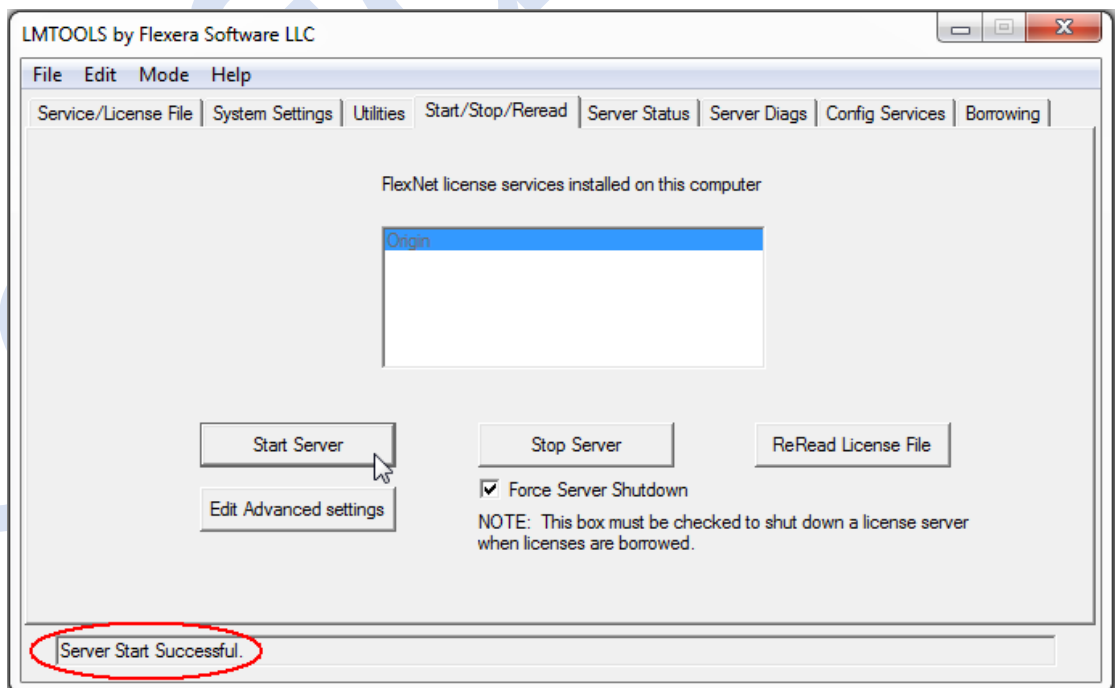 LMTOOLS by Flexera Software LLC
File Edit Mode Help
Service/License File System Settings Utilities Start/Stop/Reread Server Status Server Diags Config Services Borrowing
FlexNet license services installed on this computer
Origin
Start Server Stop Server ReRead License File
Force Server Shutdown
Edit Advanced settings
NOTE: This box must be checked to shut down a license server
when licenses are borrowed.
Server Start Successful.